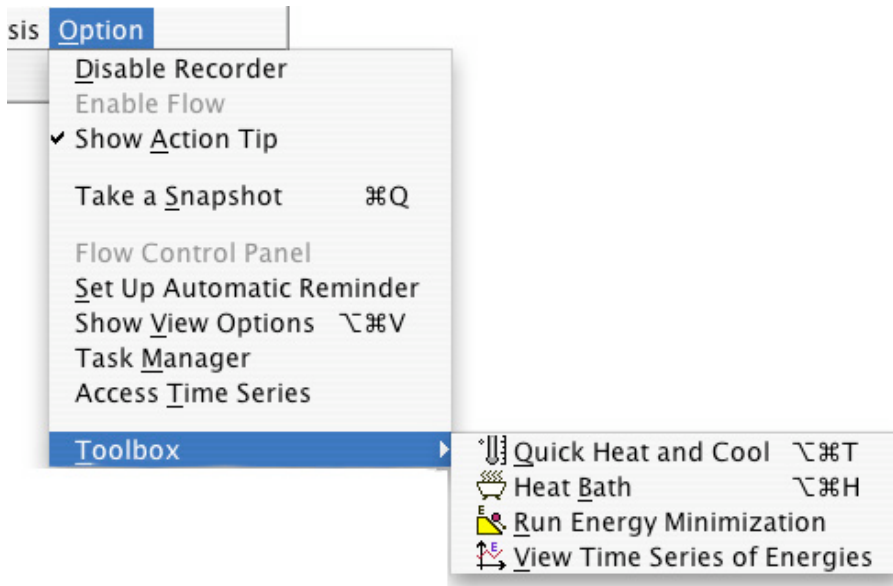 sis Option
Disable Recorder
Enable Flow
✔ Show Action Tip
Take a Snapshot ⌘Q
Flow Control Panel
Set Up Automatic Reminder
Show View Options ⌥⌘V
Task Manager
Access Time Series
Toolbox
Quick Heat and Cool ⌥⌘T
Heat Bath ⌥⌘H
Run Energy Minimization
View Time Series of Energies